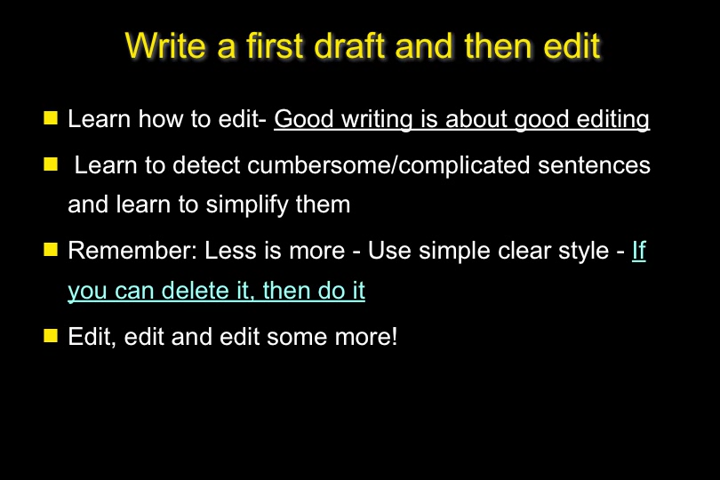 Write a first draft and then edit
Learn how to edit- Good writing is about good editing
Learn to detect cumbersome/complicated sentences
and learn to simplify them
Remember: Less is more - Use simple clear style - If
you can delete it, then do it
Edit, edit and edit some more!